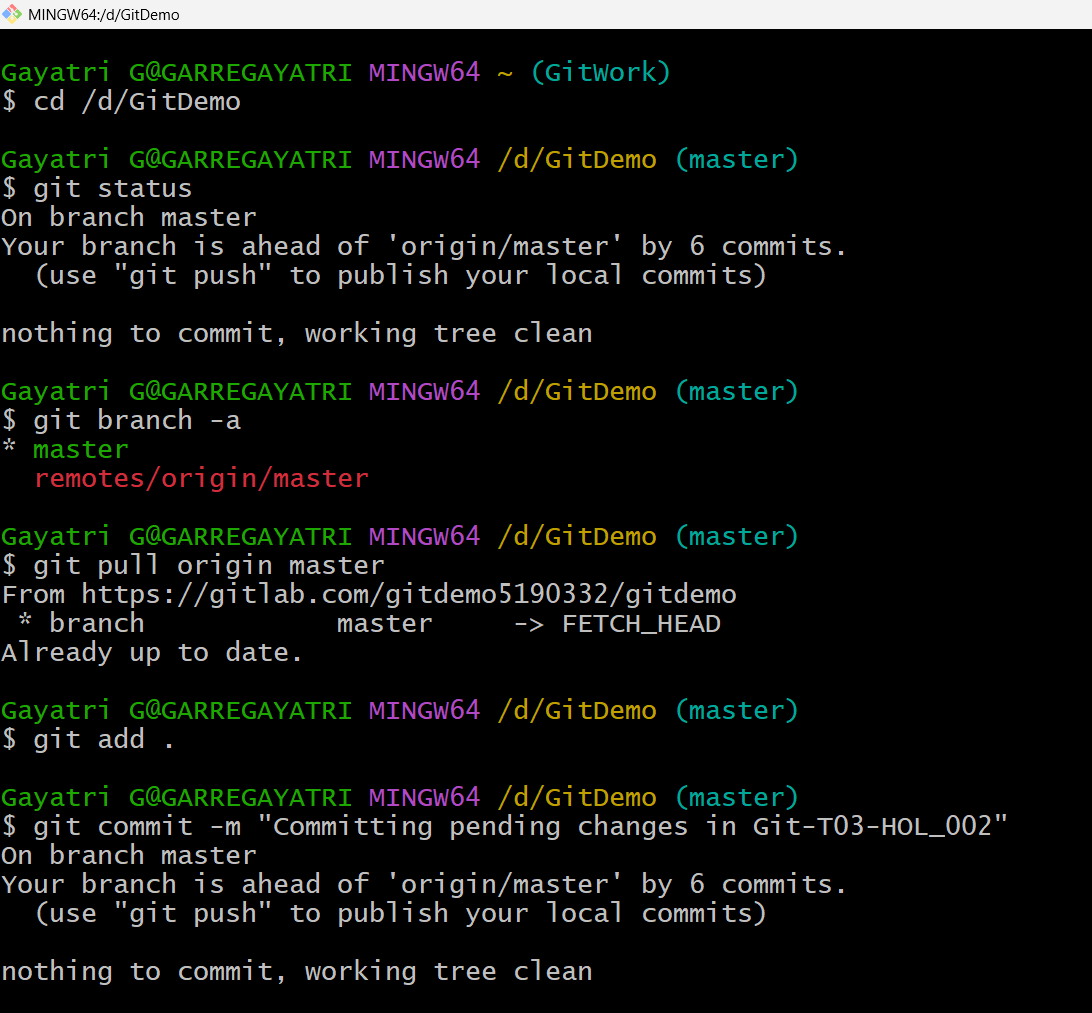 MINGW64:/d/GitDemo
Gayatri G@GARREGAYATRI MINGW64 ~ (GitWork)
$ cd /d/GitDemo
Gayatri G@GARREGAYATRI MINGW64 /d/GitDemo (master)
$ git status
On branch master
Your branch is ahead of 'origin/master' by 6 commits.
  (use "git push" to publish your local commits)
nothing to commit, working tree clean
Gayatri G@GARREGAYATRI MINGW64 /d/GitDemo (master)
$ git branch -a
* master
  remotes/origin/master
Gayatri G@GARREGAYATRI MINGW64 /d/GitDemo (master)
$ git pull origin master
From https://gitlab.com/gitdemo5190332/gitdemo
 * branch            master     -> FETCH_HEAD
Already up to date.
Gayatri G@GARREGAYATRI MINGW64 /d/GitDemo (master)
$ git add .
Gayatri G@GARREGAYATRI MINGW64 /d/GitDemo (master)
$ git commit -m "Committing pending changes in Git-T03-HOL_002"
On branch master
Your branch is ahead of 'origin/master' by 6 commits.
  (use "git push" to publish your local commits)
nothing to commit, working tree clean